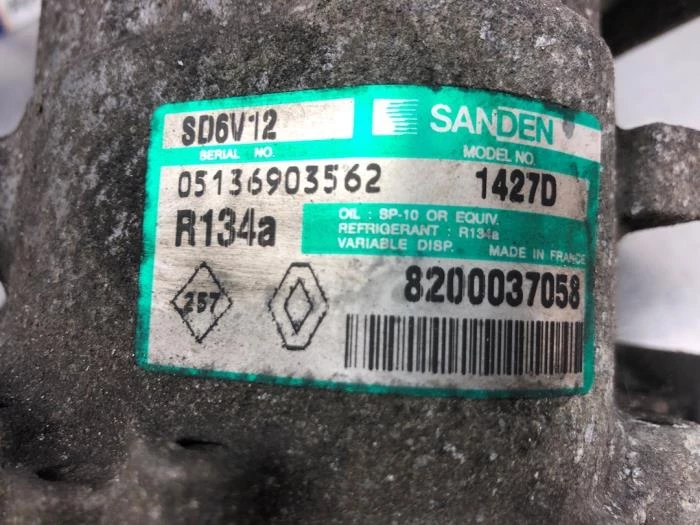 SD6V12
SANDEN
SERIAL NO.
MODEL NO.
05136903562
1427D
R134a
OIL : SP-10 OR EQUIV.
REFRIGERANT : R134a
VARIABLE DISP.
MADE IN FRANCE
8200037058
257